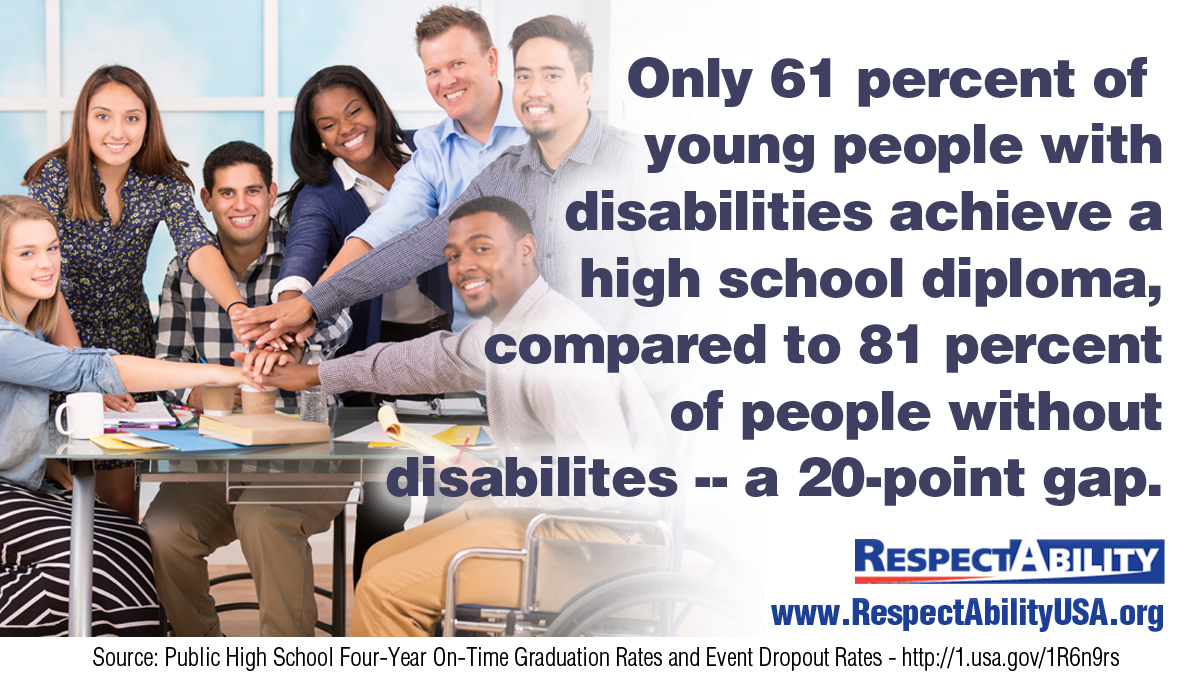 Only 61 percent of
young people with
disabilities achieve a
high school diploma,
compared to 81 percent
of people without
disabilites -- a 20-point gap.
RESPECTABILITY
www.RespectAbilityUSA.org
Source: Public High School Four-Year On-Time Graduation Rates and Event Dropout Rates - http://1.usa.gov/1R6n9rs